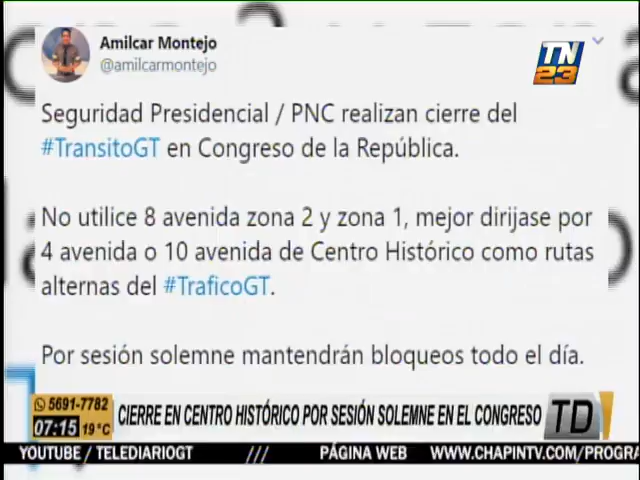 Amilcar Montejo
@amilcarmontejo
TN
23
Seguridad Presidencial / PNC realizan cierre del
#TransitoGT en Congreso de la República.
No utilice 8 avenida zona 2 y zona 1, mejor dirijase por
4 avenida o 10 avenida de Centro Histórico como rutas
alternas del #TraficoGT.
Por sesión solemne mantendrán bloqueos todo el día.
5691-7782
07:15 19°C
CIERRE EN CENTRO HISTÓRICO POR SESIÓN SOLEMNE EN EL CONGRESO
TD
YOUTUBE / TELEDIARIOGT /// PÁGINA WEB WWW.CHAPINTV.COM/PROGRA